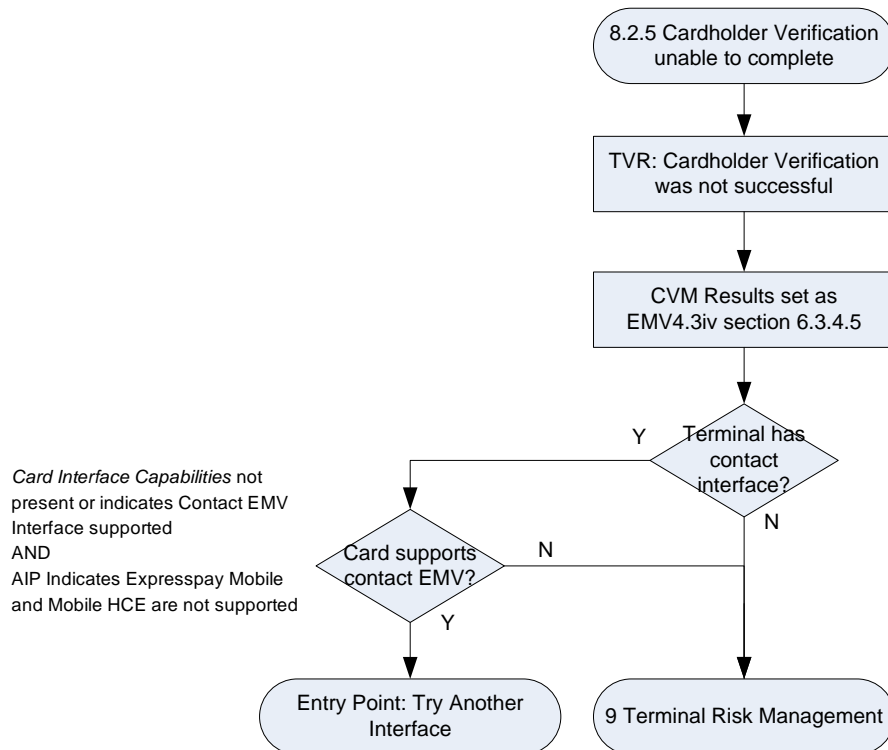 8.2.5 Cardholder Verification
unable to complete
TVR: Cardholder Verification
was not successful
CVM Results set as
EMV4.3iv section 6.3.4.5
Terminal has
contact
interface?
Y
N
Card Interface Capabilities not
present or indicates Contact EMV
Interface supported
AND
AIP Indicates Expresspay Mobile
and Mobile HCE are not supported
Card supports
contact EMV?
N
Y
Entry Point: Try Another
Interface
9 Terminal Risk Management